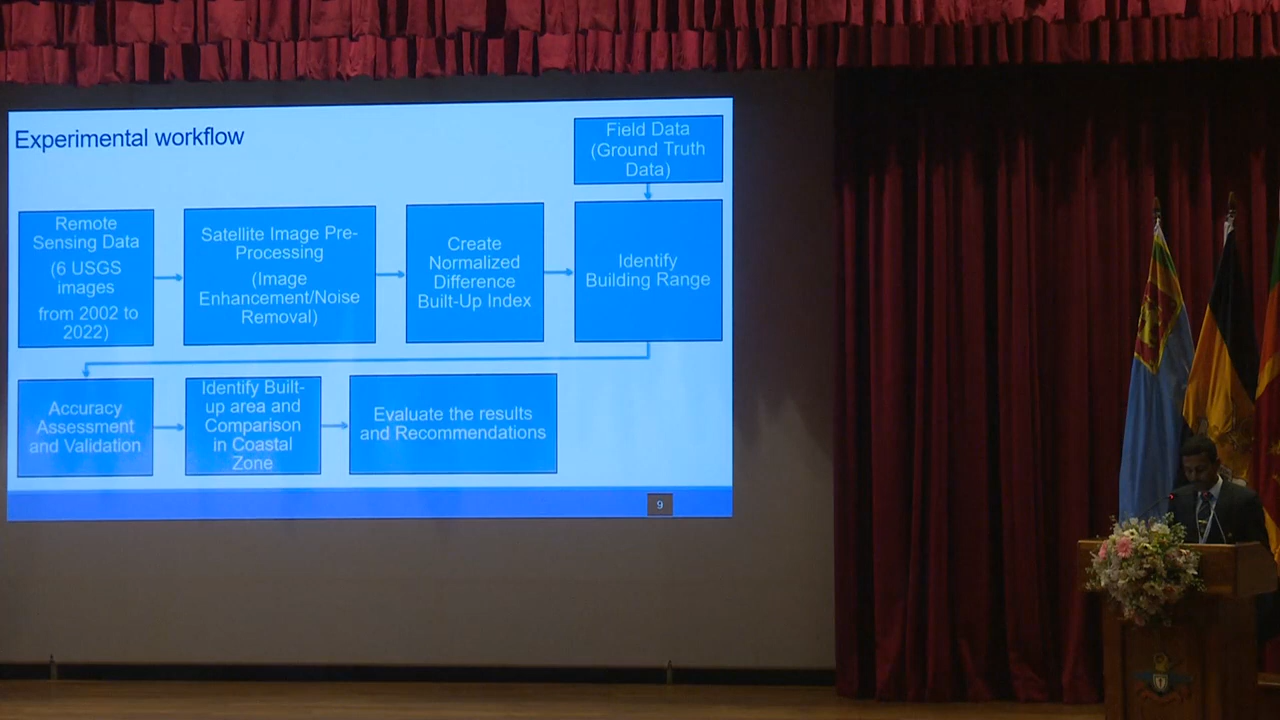 Experimental workflow
Field Data
(Ground Truth
Data)
Remote
Sensing Data
(6 USGS
images
from 2002 to
2022)
Satellite Image Pre-
Processing
(Image
Enhancement/Noise
Removal)
Create
Normalized
Difference
Built-Up Index
Identify
Building Range
Accuracy
Assessment
and Validation
Identify Built-
up area and
Comparison
in Coastal
Zone
Evaluate the results
and Recommendations
9